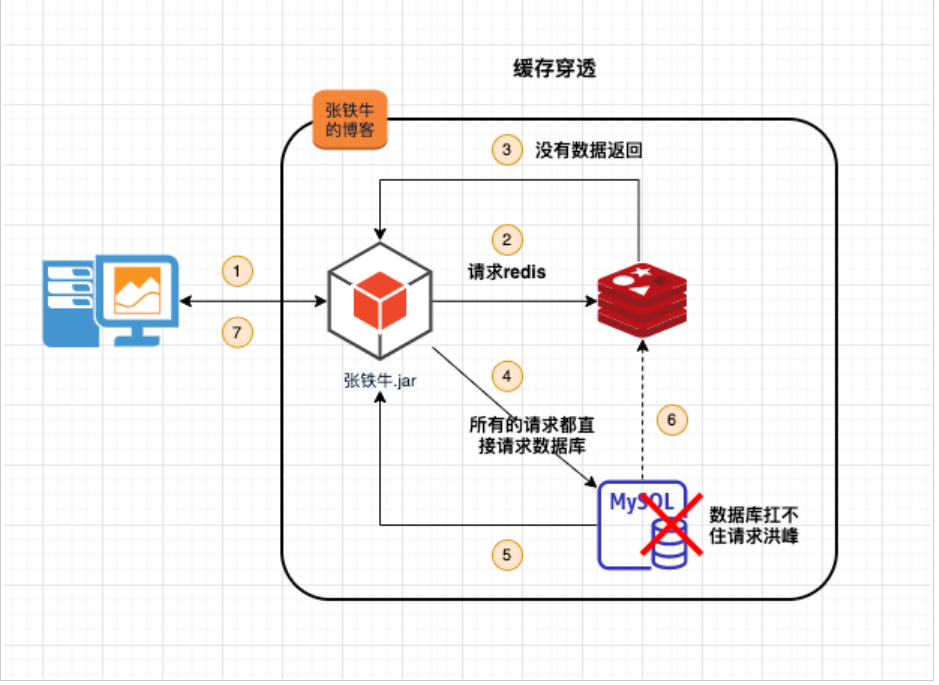 缓存穿透
张铁牛
的博客
3 没有数据返回
2
请求redis
1
7
张铁牛.jar
4
所有的请求都直
接请求数据库
6
MySQL
数据库扛不
住请求洪峰
5